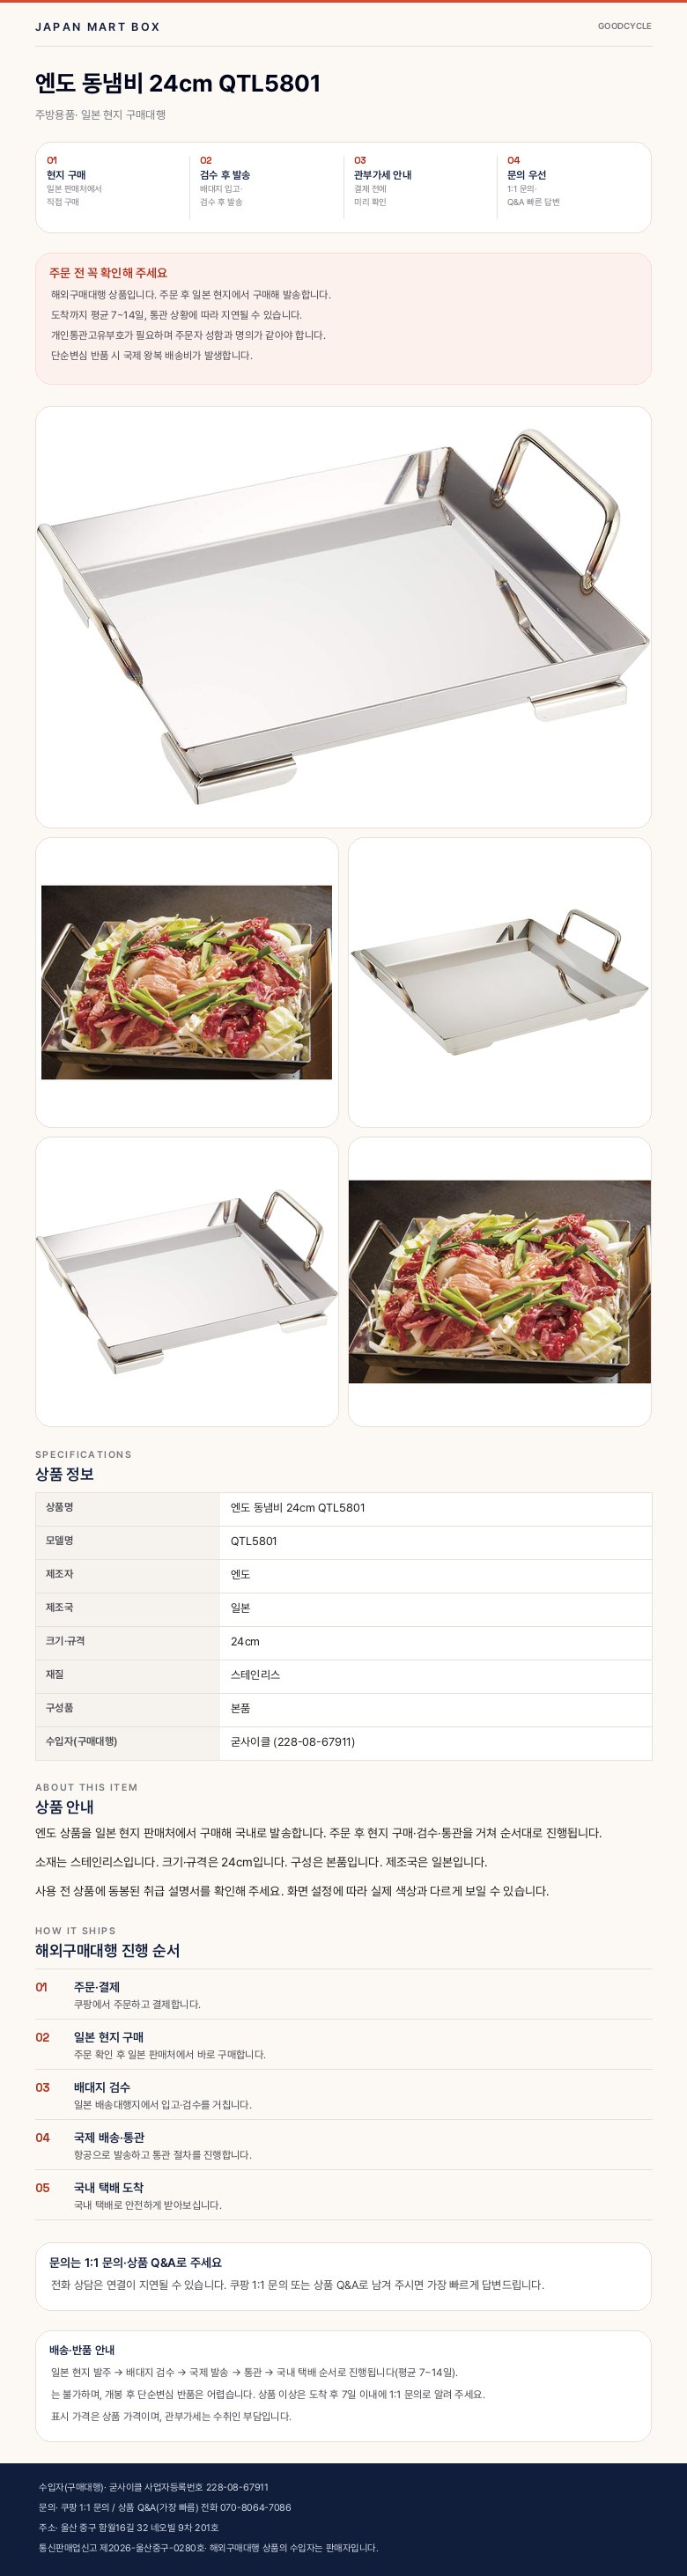 JAPAN MART BOX
GOODCYCLE
엔도 동냄비 24cm QTL5801
주방용품· 일본 현지 구매대행
01
현지 구매
일본 판매처에서
직접 구매
02
검수 후 발송
배대지 입고·
검수 후 발송
03
관부가세 안내
결제 전에
미리 확인
04
문의 우선
1:1 문의·
Q&A 빠른 답변
주문 전 꼭 확인해 주세요
해외구매대행 상품입니다. 주문 후 일본 현지에서 구매해 발송합니다.
도착까지 평균 7~14일, 통관 상황에 따라 지연될 수 있습니다.
개인통관고유부호가 필요하며 주문자 성함과 명의가 같아야 합니다.
단순변심 반품 시 국제 왕복 배송비가 발생합니다.
SPECIFICATIONS
상품 정보
상품명 엔도 동냄비 24cm QTL5801
모델명 QTL5801
제조자 엔도
제조국 일본
크기·규격 24cm
재질 스테인리스
구성품 본품
수입자(구매대행) 굳사이클 (228-08-67911)
ABOUT THIS ITEM
상품 안내
엔도 상품을 일본 현지 판매처에서 구매해 국내로 발송합니다. 주문 후 현지 구매·검수·통관을 거쳐 순서대로 진행됩니다.
소재는 스테인리스입니다. 크기·규격은 24cm입니다. 구성은 본품입니다. 제조국은 일본입니다.
사용 전 상품에 동봉된 취급 설명서를 확인해 주세요. 화면 설정에 따라 실제 색상과 다르게 보일 수 있습니다.
HOW IT SHIPS
해외구매대행 진행 순서
01 주문·결제
쿠팡에서 주문하고 결제합니다.
02 일본 현지 구매
주문 확인 후 일본 판매처에서 바로 구매합니다.
03 배대지 검수
일본 배송대행지에서 입고·검수를 거칩니다.
04 국제 배송·통관
항공으로 발송하고 통관 절차를 진행합니다.
05 국내 택배 도착
국내 택배로 안전하게 받아보십니다.
문의는 1:1 문의·상품 Q&A로 주세요
전화 상담은 연결이 지연될 수 있습니다. 쿠팡 1:1 문의 또는 상품 Q&A로 남겨 주시면 가장 빠르게 답변드립니다.
배송·반품 안내
일본 현지 발주 → 배대지 검수 → 국제 발송 → 통관 → 국내 택배 순서로 진행됩니다(평균 7~14일).
는 불가하며, 개봉 후 단순변심 반품은 어렵습니다. 상품 이상은 도착 후 7일 이내에 1:1 문의로 알려 주세요.
표시 가격은 상품 가격이며, 관부가세는 수취인 부담입니다.
수입자(구매대행)· 굳사이클 사업자등록번호 228-08-67911
문의· 쿠팡 1:1 문의 / 상품 Q&A(가장 빠름) 전화 070-8064-7086
주소· 울산 중구 함월16길 32 네오빌 9차 201호
통신판매업신고 제2026-울산중구-0280호· 해외구매대행 상품의 수입자는 판매자입니다.